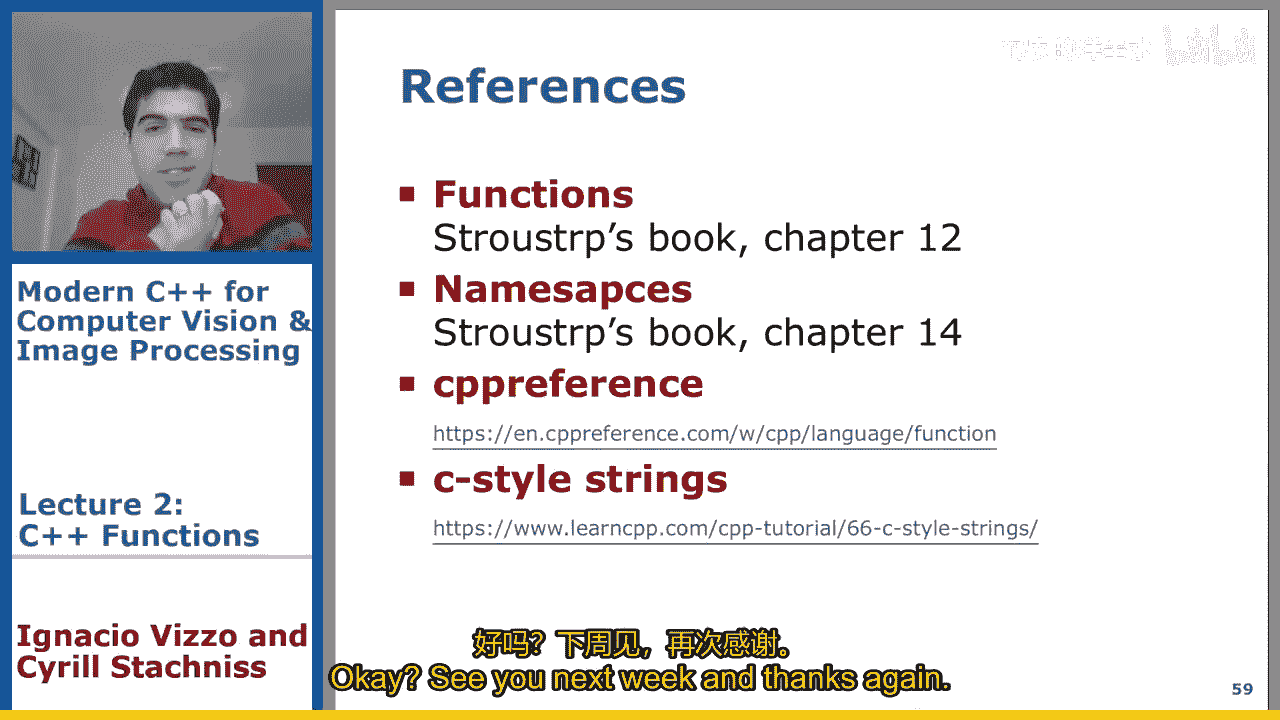 References
Functions
Stroustrp’s book, chapter 12
Namesapces
Stroustrp’s book, chapter 14
cppreference
https://en.cppreference.com/w/cpp/language/function
c-style strings
https://www.learncpp.com/cpp-tutorial/66-c-style-strings/
Modern C++ for
Computer Vision &
Image Processing
Lecture 2:
C++ Functions
Ignacio Vizzo and
Cyrill Stachniss
好吗？下周见，再次感谢。
Okay? See you next week and thanks again.
59